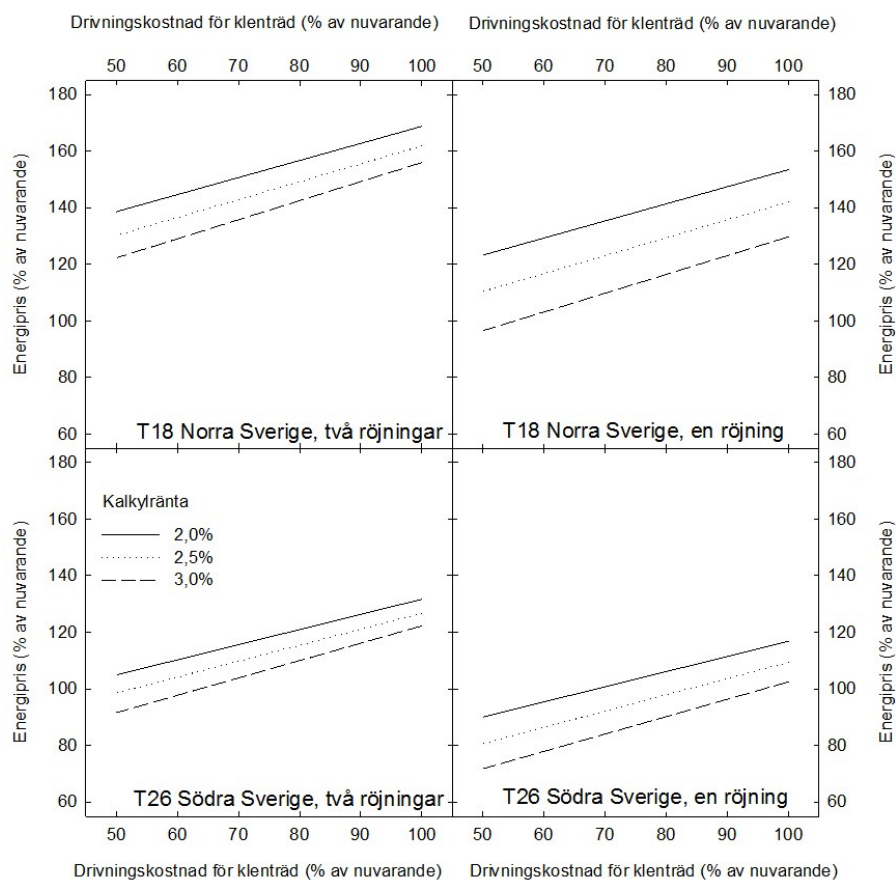 Drivningskostnad för klenträd (% av nuvarande) Drivningskostnad för klenträd (% av nuvarande)
50 60 70 80 90 100 50 60 70 80 90 100
180 180
160 160
140 140
120 120
100 100
80 80
60 60
Energipris (% av nuvarande) Energipris (% av nuvarande)
T18 Norra Sverige, två röjningar T18 Norra Sverige, en röjning
180 180
160 160
140 140
120 120
100 100
80 80
60 60
Energipris (% av nuvarande) Energipris (% av nuvarande)
Kalkylränta
2,0%
2,5%
3,0%
T26 Södra Sverige, två röjningar T26 Södra Sverige, en röjning
50 60 70 80 90 100 50 60 70 80 90 100
Drivningskostnad för klenträd (% av nuvarande) Drivningskostnad för klenträd (% av nuvarande)